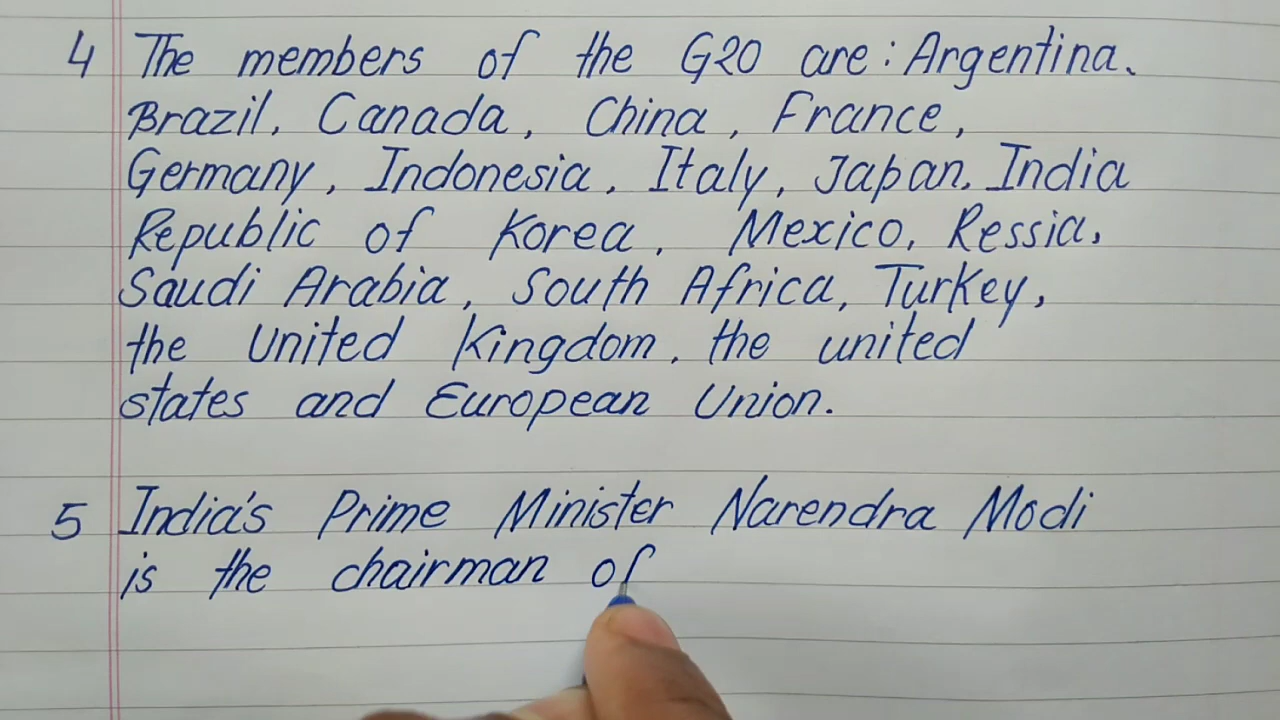 4 The members of the G20 are : Argentina,
Brazil, Canada, China, France,
Germany, Indonesia, Italy, Japan, India
Republic of Korea, Mexico, Ressia,
Saudi Arabia, South Africa, Turkey,
the United Kingdom, the united
states and European Union.
5 India's Prime Minister Narendra Modi
is the chairman of